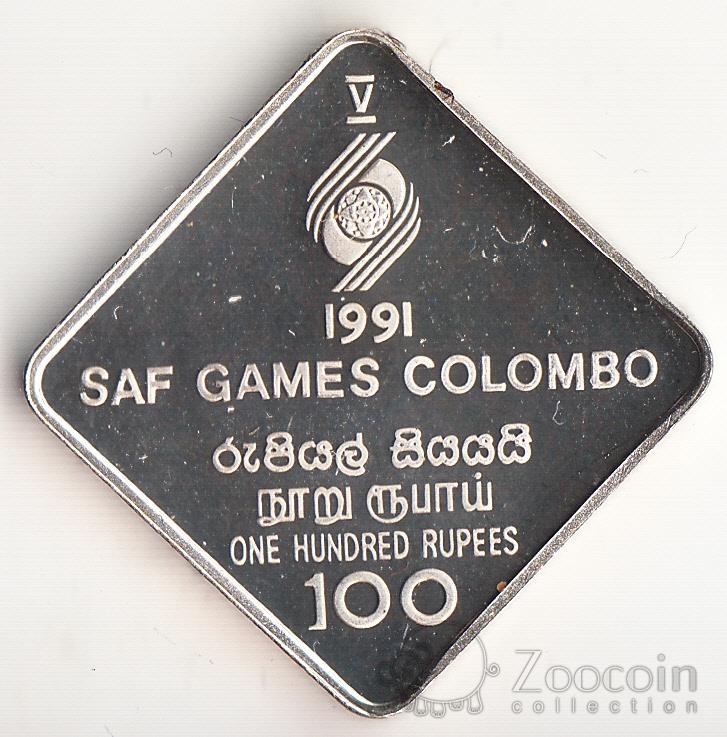 V
1991
SAF GAMES COLOMBO
රුපියල් සියයයි
நூறு ரூபாய்
ONE HUNDRED RUPEES
100
Zoocoin
collection